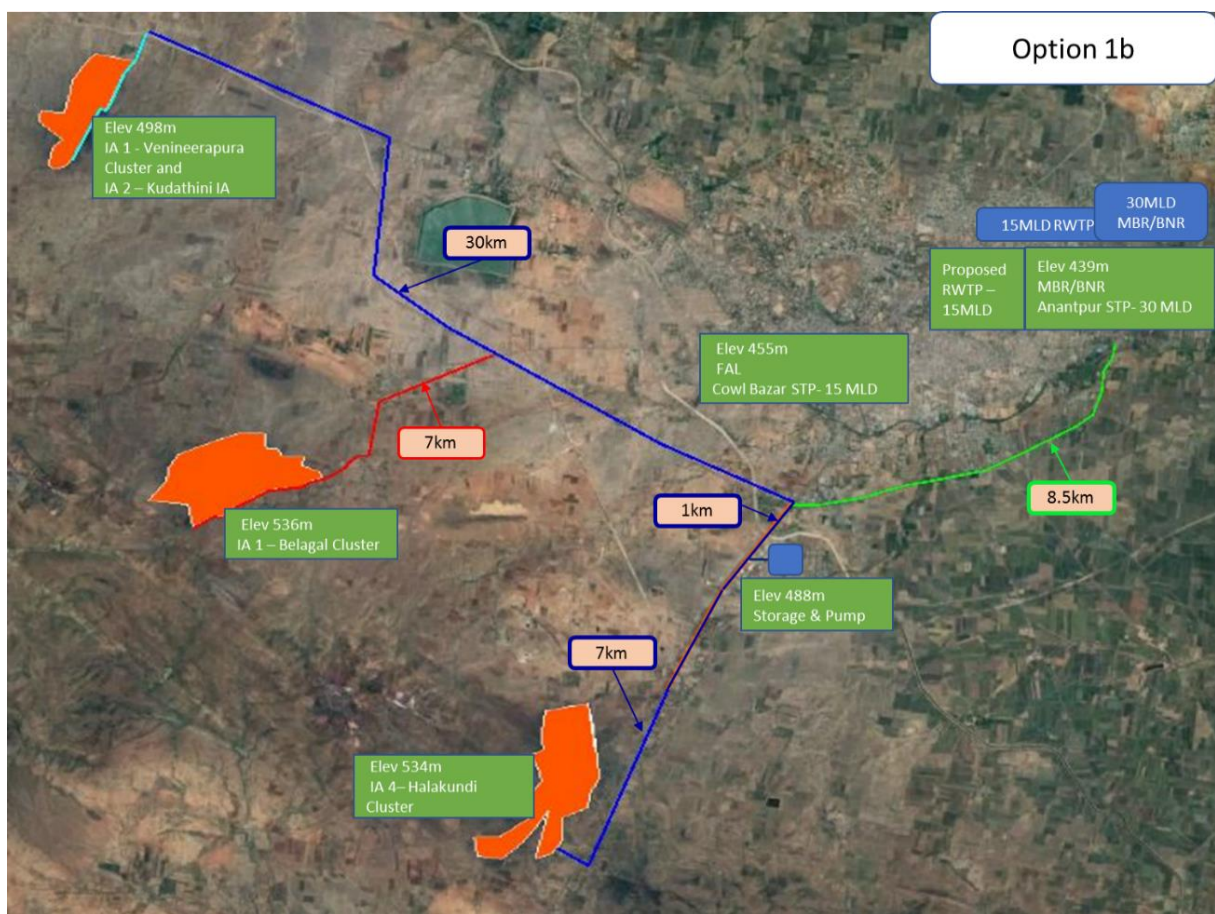 Option 1b
Elev 498m
IA 1 - Venineerapura
Cluster and
IA 2 – Kudathini IA
30km
15MLD RWTP
30MLD
MBR/BNR
Proposed
RWTP –
15MLD
Elev 439m
MBR/BNR
Anantpur STP- 30 MLD
Elev 455m
FAL
Cowl Bazar STP- 15 MLD
7km
8.5km
1km
Elev 536m
IA 1 – Belagal Cluster
Elev 488m
Storage & Pump
7km
Elev 534m
IA 4– Halakundi
Cluster